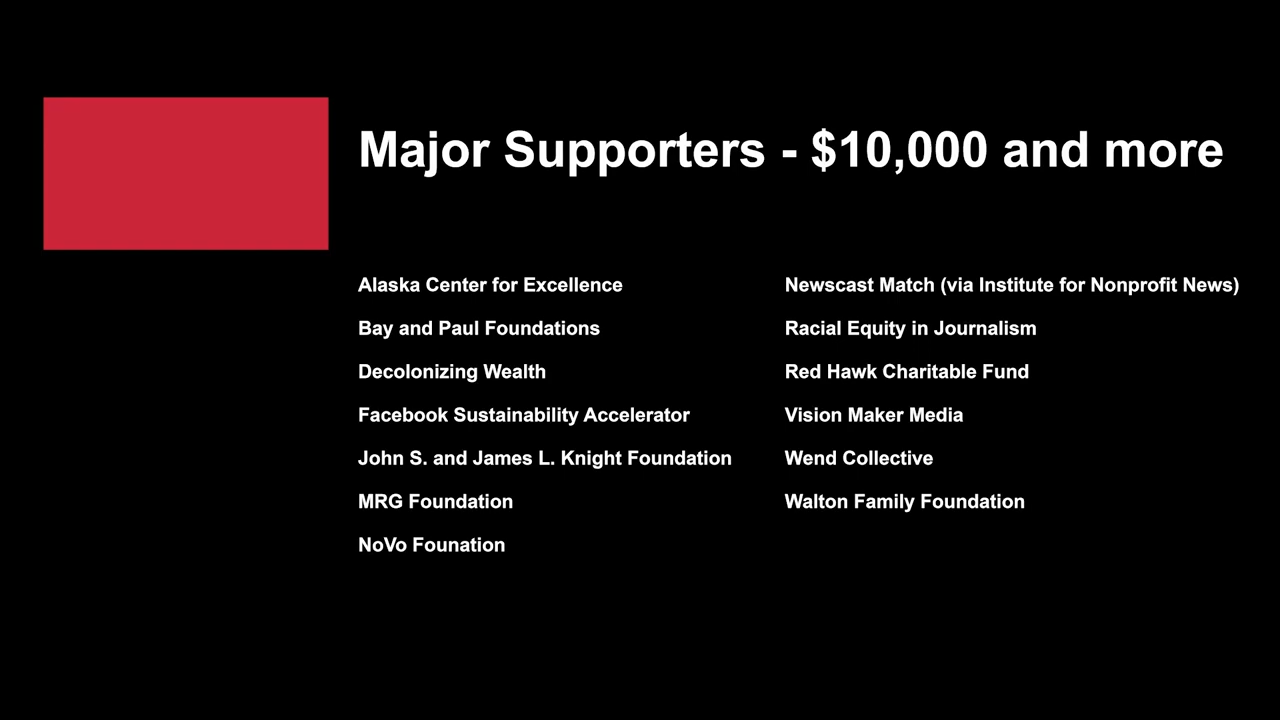 Major Supporters - $10,000 and more
Alaska Center for Excellence
Bay and Paul Foundations
Decolonizing Wealth
Facebook Sustainability Accelerator
John S. and James L. Knight Foundation
MRG Foundation
NoVo Founation
Newscast Match (via Institute for Nonprofit News)
Racial Equity in Journalism
Red Hawk Charitable Fund
Vision Maker Media
Wend Collective
Walton Family Foundation